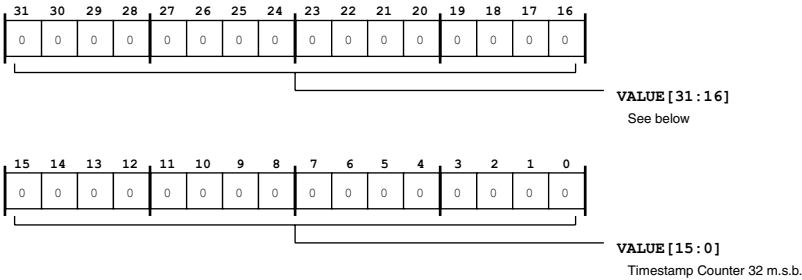 31 30 29 28 27 26 25 24 23 22 21 20 19 18 17 16
0 0 0 0 0 0 0 0 0 0 0 0 0 0 0 0
VALUE[31:16]
See below
15 14 13 12 11 10 9 8 7 6 5 4 3 2 1 0
0 0 0 0 0 0 0 0 0 0 0 0 0 0 0 0
VALUE[15:0]
Timestamp Counter 32 m.s.b.